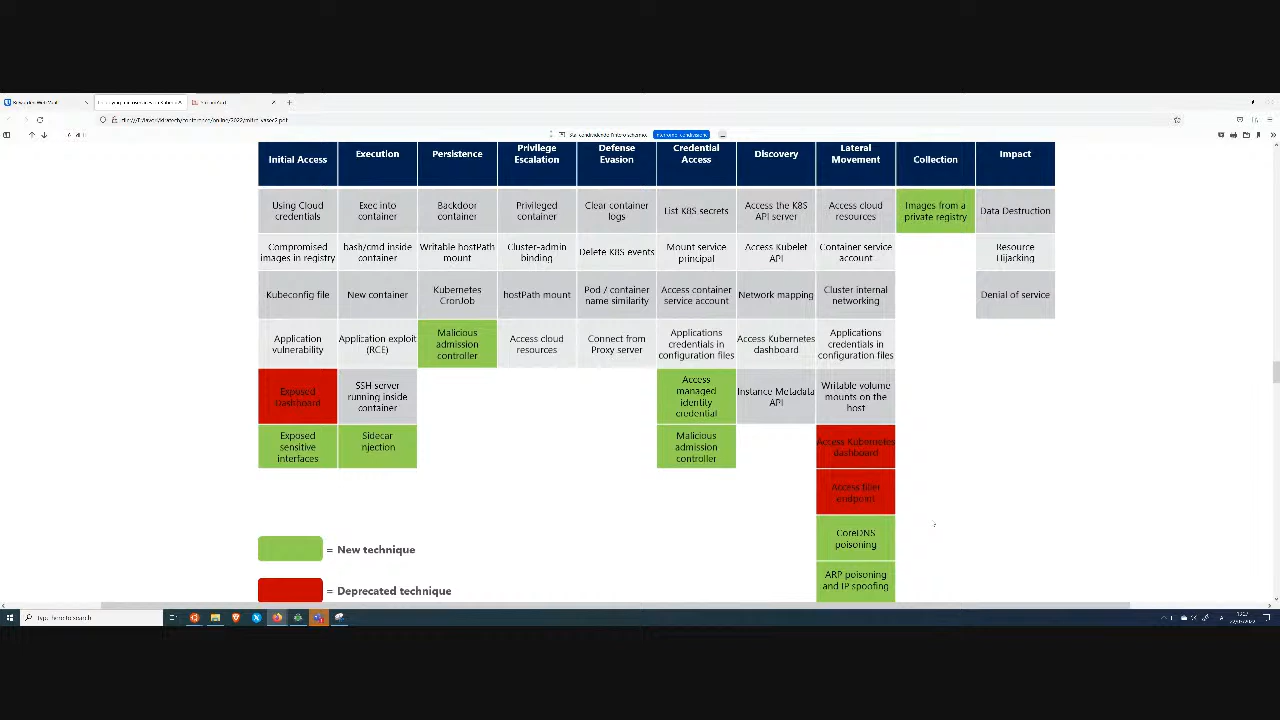 Initial Access
Execution
Persistence
Privilege
Escalation
Defense
Evasion
Credential
Access
Discovery
Lateral
Movement
Collection
Impact
Using Cloud
credentials
Exec into
container
Backdoor
container
Privileged
container
Clear container
logs
List K8S secrets
Access the K8S
API server
Access cloud
resources
Images from a
private registry
Data Destruction
Compromised
images in registry
bash/cmd inside
container
Writable hostPath
mount
Cluster-admin
binding
Delete K8S events
Mount service
principal
Access Kubelet
API
Container service
account
Resource
Hijacking
Kubeconfig file
New container
Kubernetes
CronJob
hostPath mount
Pod / container
name similarity
Access container
service account
Network mapping
Cluster internal
networking
Denial of service
Application
vulnerability
Application exploit
(RCE)
Malicious
admission
controller
Access cloud
resources
Connect from
Proxy server
Applications
credentials in
configuration files
Access Kubernetes
dashboard
Applications
credentials in
configuration files
Exposed
Dashboard
SSH server
running inside
container
Access
managed
identity
credential
Instance Metadata
API
Writable volume
mounts on the
host
Exposed
sensitive
interfaces
Sidecar
injection
Malicious
admission
controller
Access Kubernetes
dashboard
Access tiller
endpoint
CoreDNS
poisoning
ARP poisoning
and IP spoofing
= New technique
= Deprecated technique
Type here to search